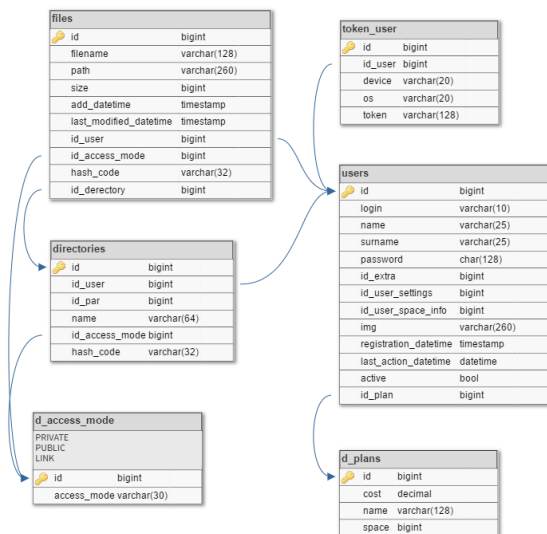 files
id bigint
filename varchar(128)
path varchar(260)
size bigint
add_datetime timestamp
last_modified_datetime timestamp
id_user bigint
id_access_mode bigint
hash_code varchar(32)
id_derectory bigint
token_user
id bigint
id_user bigint
device varchar(20)
os varchar(20)
token varchar(128)
users
id bigint
login varchar(10)
name varchar(25)
surname varchar(25)
password char(128)
id_extra bigint
id_user_settings bigint
id_user_space_info bigint
img varchar(260)
registration_datetime timestamp
last_action_datetime datetime
active bool
id_plan bigint
directories
id bigint
id_user bigint
id_par bigint
name varchar(64)
id_access_mode bigint
hash_code varchar(32)
d_access_mode
PRIVATE
PUBLIC
LINK
id bigint
access_mode varchar(30)
d_plans
id bigint
cost decimal
name varchar(128)
space bigint